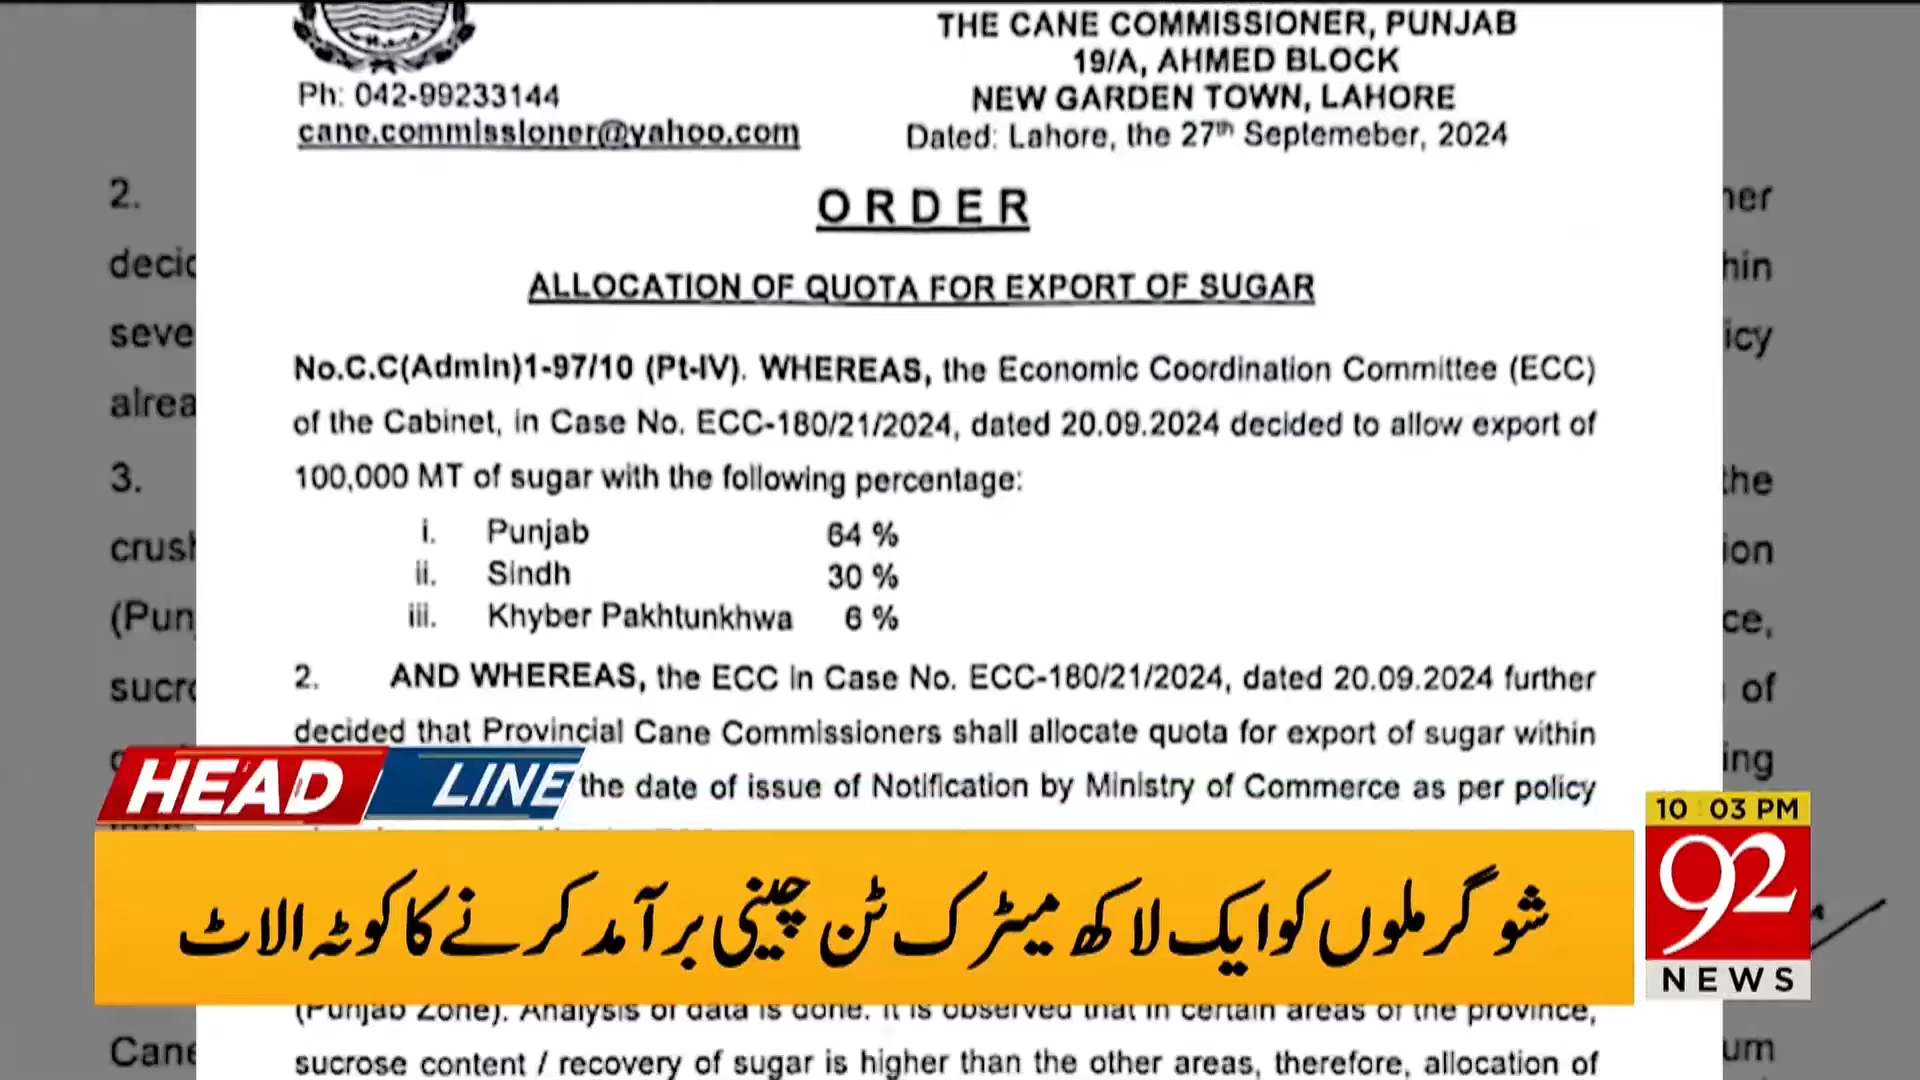 THE CANE COMMISSIONER, PUNJAB
19/A, AHMED BLOCK
NEW GARDEN TOWN, LAHORE
Ph: 042-99233144
cane.commissioner@yahoo.com
Dated: Lahore, the 27th Septemeber, 2024
ORDER
ALLOCATION OF QUOTA FOR EXPORT OF SUGAR
No.C.C(Admin)1-97/10 (Pt-IV). WHEREAS, the Economic Coordination Committee (ECC)
of the Cabinet, in Case No. ECC-180/21/2024, dated 20.09.2024 decided to allow export of
100,000 MT of sugar with the following percentage:
i. Punjab 64 %
ii. Sindh 30 %
iii. Khyber Pakhtunkhwa 6 %
2. AND WHEREAS, the ECC in Case No. ECC-180/21/2024, dated 20.09.2024 further
decided that Provincial Cane Commissioners shall allocate quota for export of sugar within
the date of issue of Notification by Ministry of Commerce as per policy
HEAD LINE
شوگر ملوں کو ایک لاکھ میٹرک ٹن چینی برآمد کرنے کا کوٹہ الاٹ
10 03 PM
92
NEWS
(Punjab Zone). Analysis of data is done. It is observed that in certain areas of the province,
sucrose content / recovery of sugar is higher than the other areas, therefore, allocation of